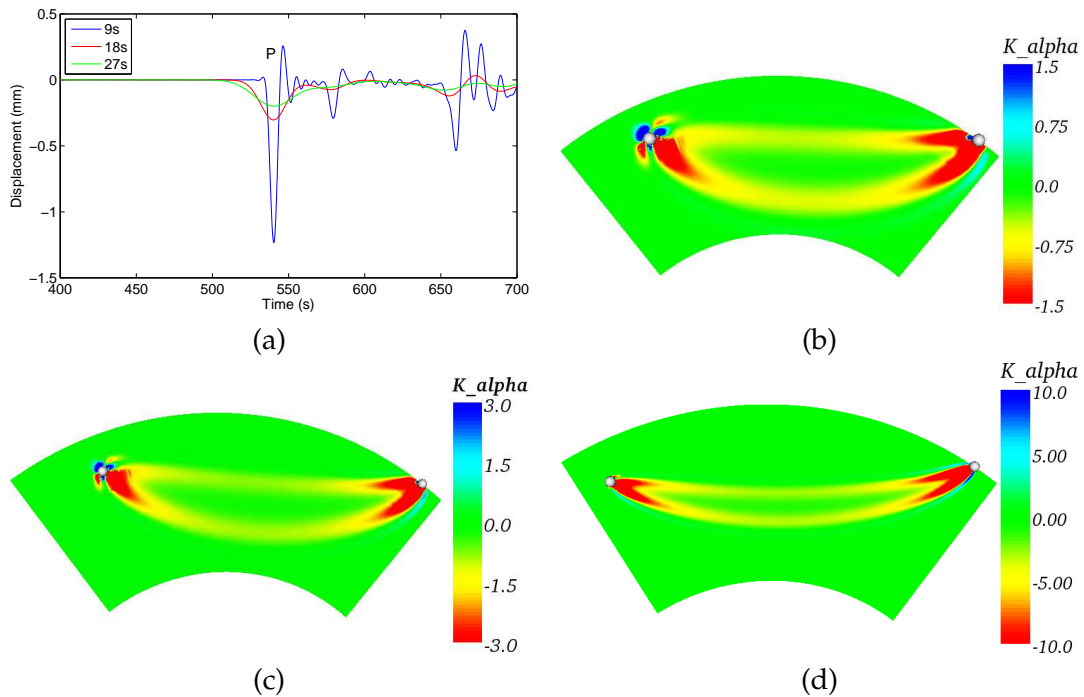 0.5
0
−0.5
−1
−1.5
400
450
500
550
600
650
700
Displacement (mm)
Time (s)
9s
18s
27s
P
(a)
K_alpha
1.5
0.75
0.0
-0.75
-1.5
(b)
K_alpha
3.0
1.5
0.0
-1.5
-3.0
(c)
K_alpha
10.0
5.00
0.00
-5.00
-10.0
(d)